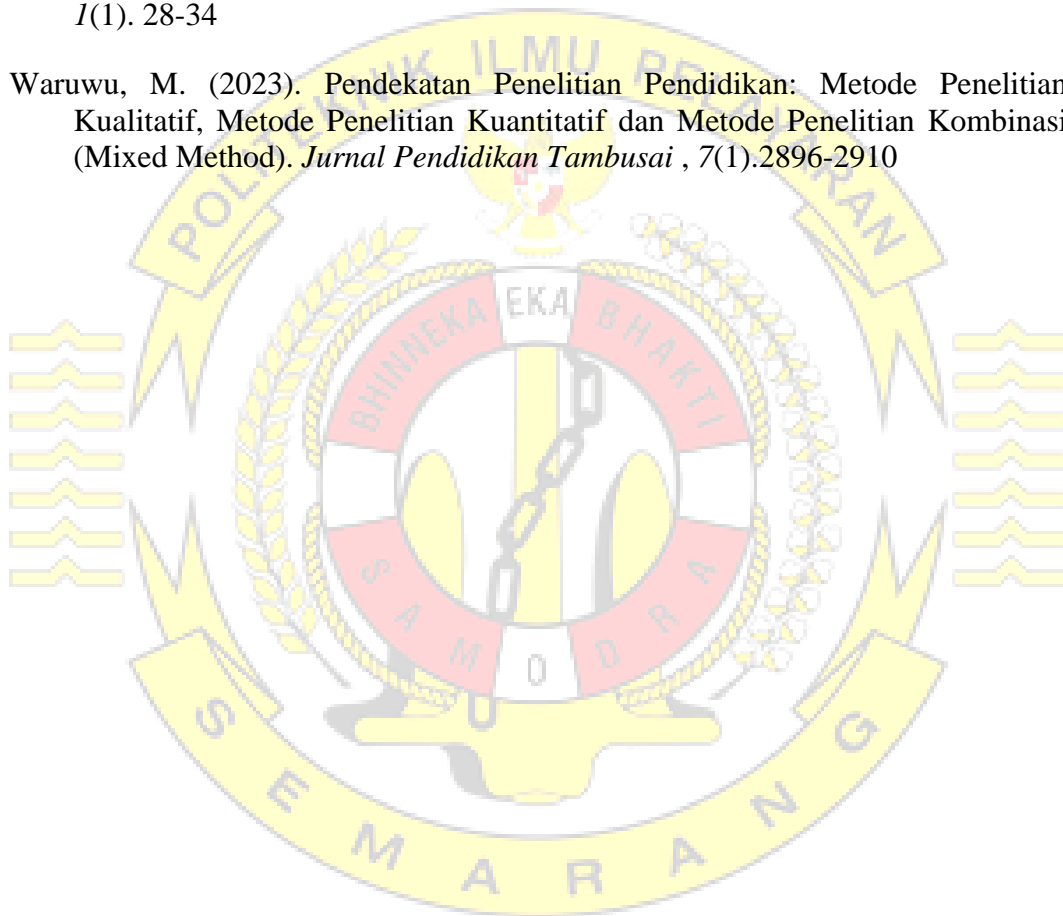 1(1). 28-34
Waruwu, M. (2023). Pendekatan Penelitian Pendidikan: Metode Penelitian
Kualitatif, Metode Penelitian Kuantitatif dan Metode Penelitian Kombinasi
(Mixed Method). Jurnal Pendidikan Tambusai , 7(1).2896-2910
POLITEKNIK ILMU PELAYARAN
BHINNEKA EKA BHAKTI
SAMODRA
SEMARANG